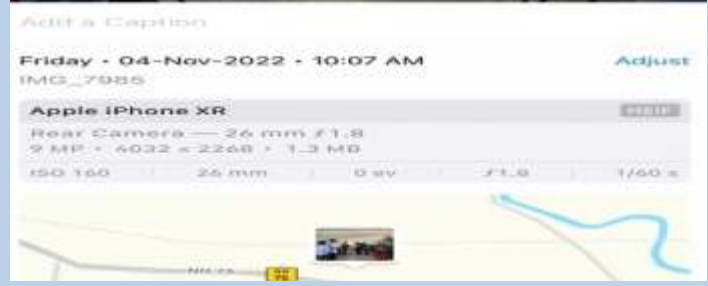 Add a Caption
Friday • 04-Nov-2022 • 10:07 AM Adjust
IMG_7985
Apple iPhone XR HEIF
Rear Camera — 26 mm ƒ1.8
9 MP • 4032 × 2268 • 1.3 MB
ISO 160 26 mm 0 ev ƒ1.8 1/60 s
NH 75